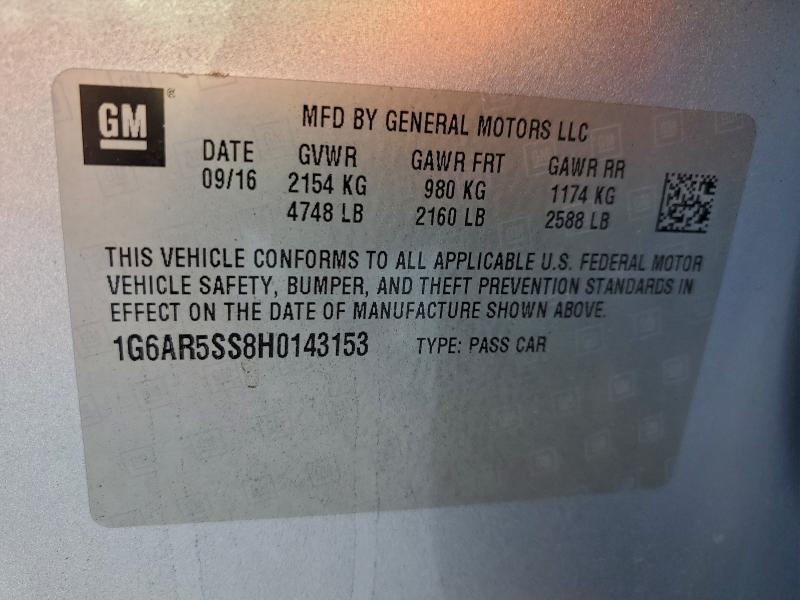 GM ®
MFD BY GENERAL MOTORS LLC
DATE GVWR GAWR FRT GAWR RR
09/16 2154 KG 980 KG 1174 KG
4748 LB 2160 LB 2588 LB
THIS VEHICLE CONFORMS TO ALL APPLICABLE U.S. FEDERAL MOTOR
VEHICLE SAFETY, BUMPER, AND THEFT PREVENTION STANDARDS IN
EFFECT ON THE DATE OF MANUFACTURE SHOWN ABOVE.
1G6AR5SS8H0143153 TYPE: PASS CAR